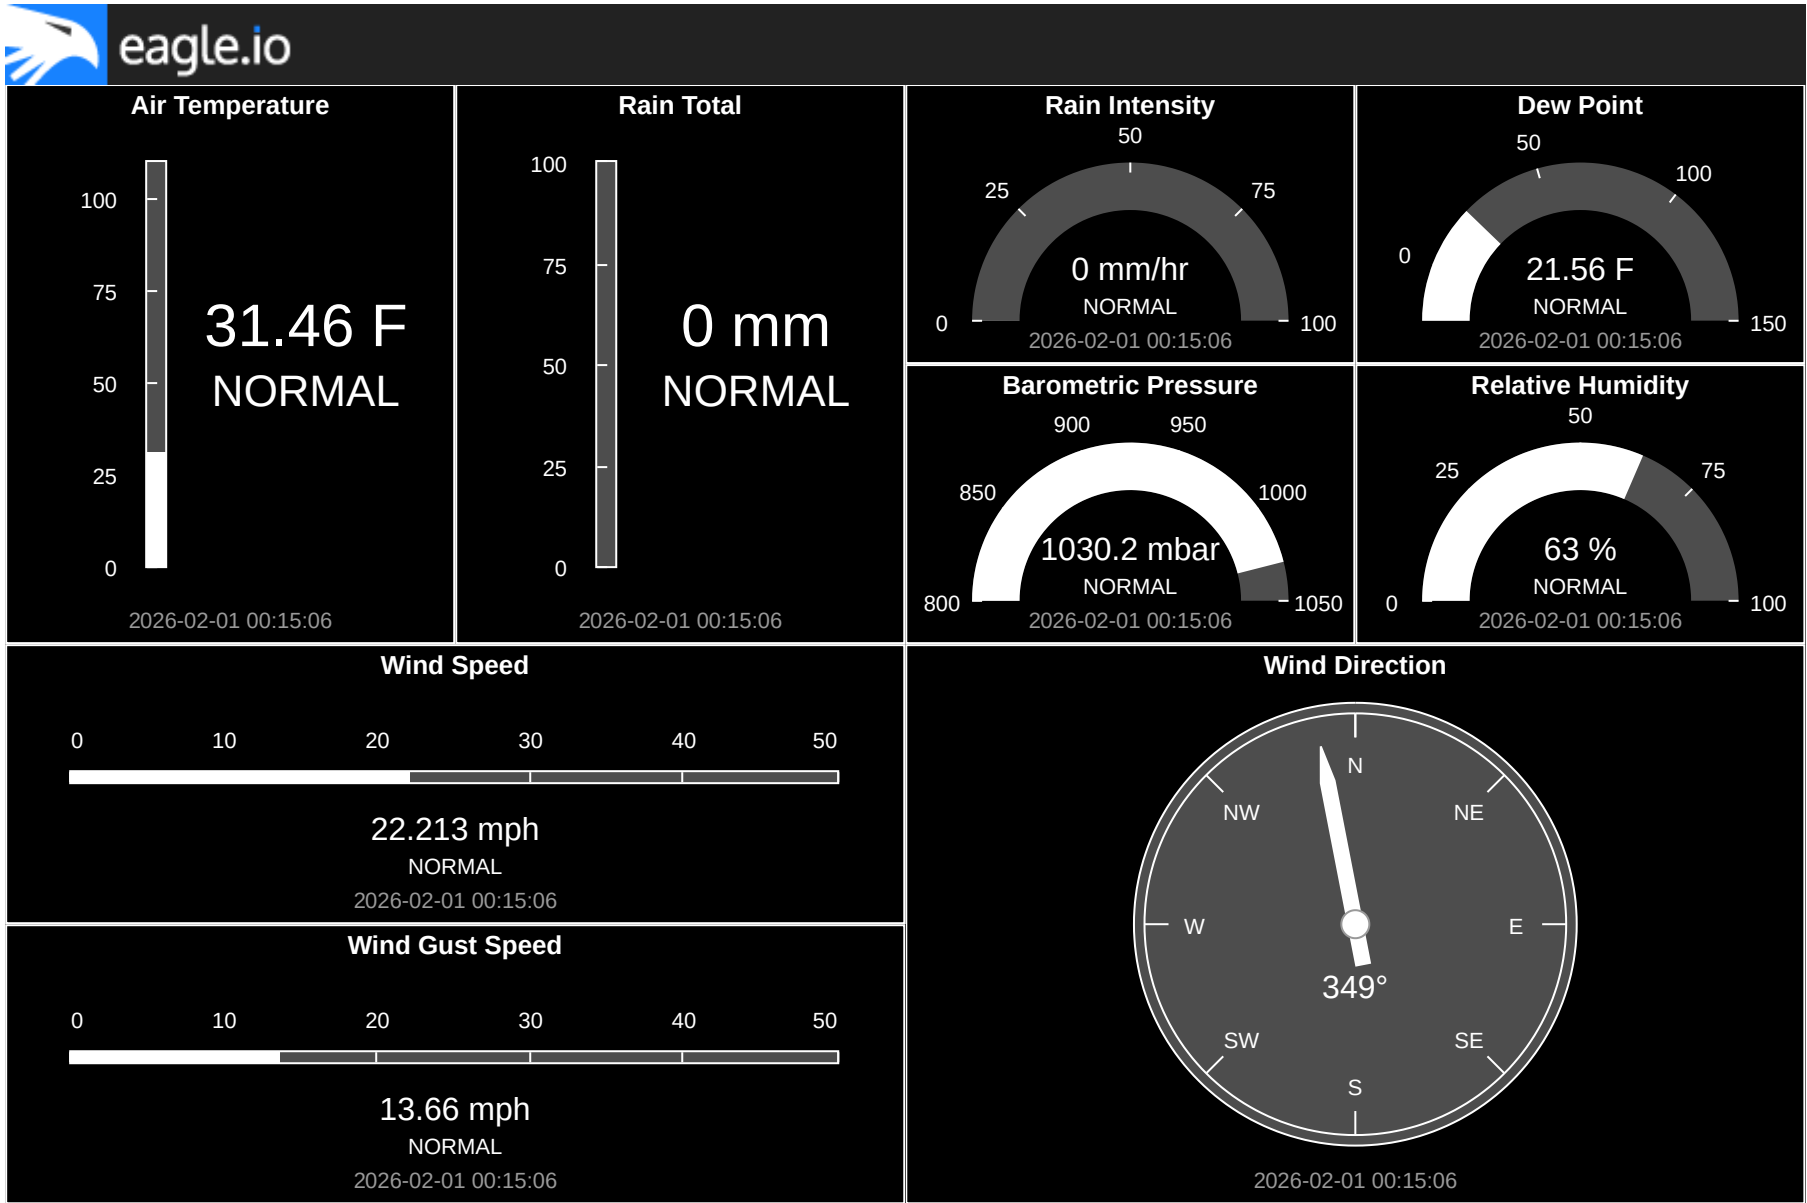 eagle.io
Air Temperature
100
75
50
25
0
31.46 F
NORMAL
2026-02-01 00:15:06
Rain Total
100
75
50
25
0
0 mm
NORMAL
2026-02-01 00:15:06
Rain Intensity
50
25
75
0
100
0 mm/hr
NORMAL
2026-02-01 00:15:06
Dew Point
50
100
0
150
21.56 F
NORMAL
2026-02-01 00:15:06
Barometric Pressure
900
950
850
1000
800
1050
1030.2 mbar
NORMAL
2026-02-01 00:15:06
Relative Humidity
50
25
75
0
100
63 %
NORMAL
2026-02-01 00:15:06
Wind Speed
0 10 20 30 40 50
22.213 mph
NORMAL
2026-02-01 00:15:06
Wind Gust Speed
0 10 20 30 40 50
13.66 mph
NORMAL
2026-02-01 00:15:06
Wind Direction
N
NW NE
W E
349°
SW SE
S
2026-02-01 00:15:06